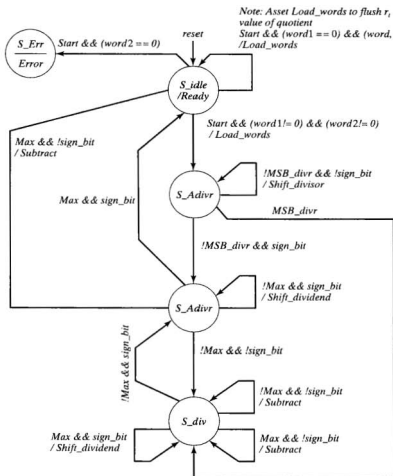 Note: Asset Load_words to flush r,
value of quotient
Start && (word1 == 0) && (word,
/Load_words
reset
Start && (word2 == 0)
S_Err
Error
S_idle
/Ready
Max && !sign_bit
/ Subtract
Start && (word1!= 0) && (word2!= 0)
/ Load_words
!MSB_divr && !sign_bit
/ Shift_divisor
Max && sign_bit
S_Adivr
MSB_divr
!MSB_divr && sign_bit
!Max && sign_bit
/ Shift_dividend
S_Adivr
!Max && sign_bit
!Max && !sign_bit
!Max && !sign_bit
/ Subtract
S_div
Max && sign_bit
/ Shift_dividend
Max && !sign_bit
/ Subtract